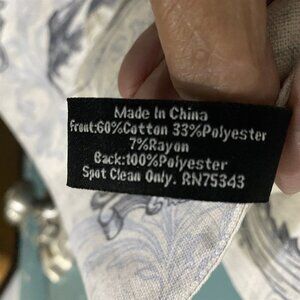 Made In China
Front:60%Cotton 33%Polyester
7%Rayon
Back:100%Polyester
Spot Clean Only. RN75343